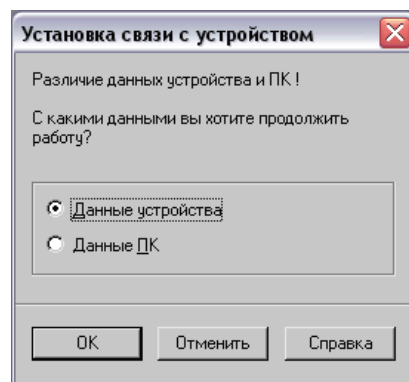 Установка связи с устройством
Различие данных устройства и ПК !
С какими данными вы хотите продолжить
работу?
Данные устройства
Данные ПК
OK
Отменить
Справка